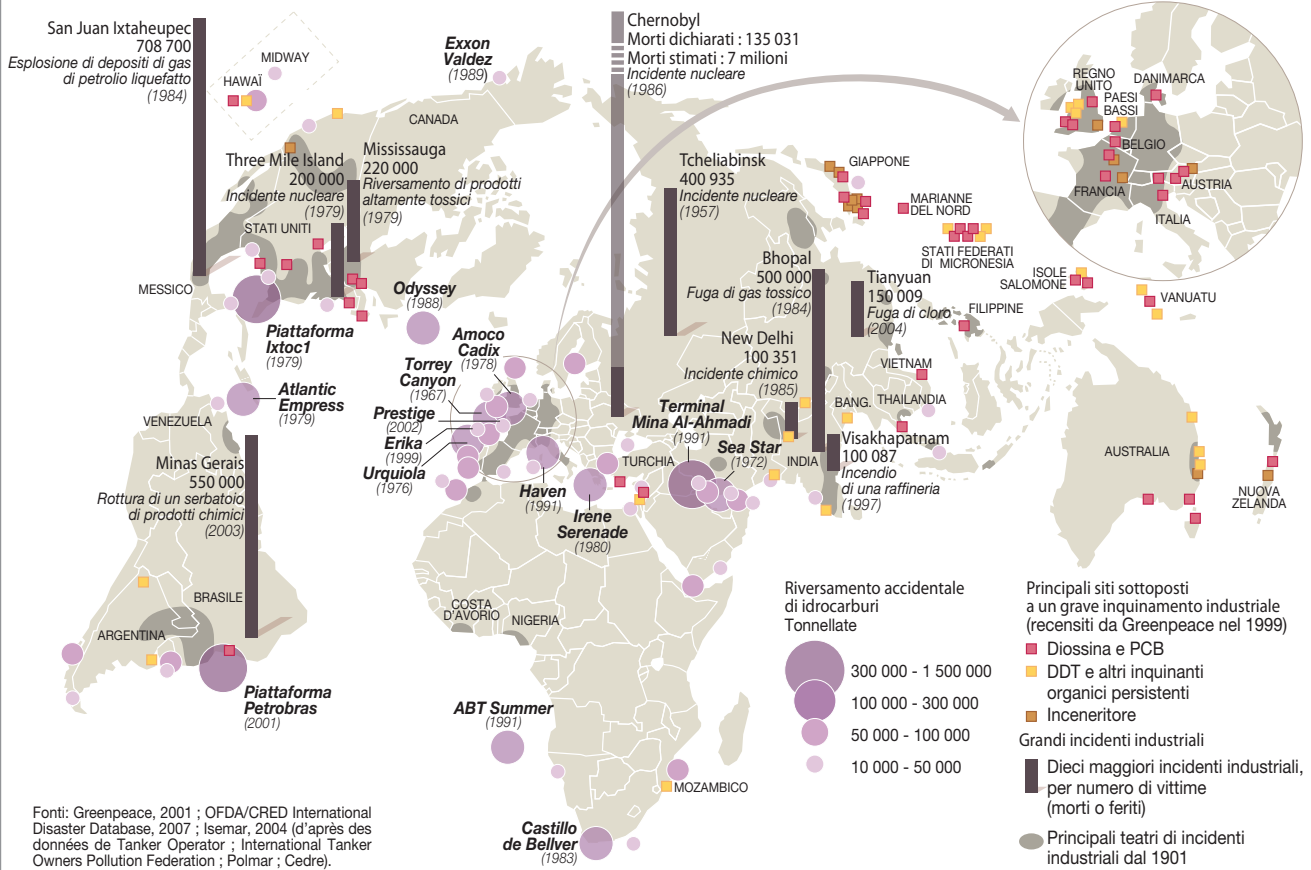 San Juan Ixtaheupec
708 700
Esplosione di depositi di gas
di petrolio liquefatto
(1984)
MIDWAY
HAWAÏ
Exxon
Valdez
(1989)
CANADA
Three Mile Island
200 000
Incidente nucleare
(1979)
Mississauga
220 000
Riversamento di prodotti
altamente tossici
(1979)
STATI UNITI
MESSICO
Piattaforma
Ixtoc1
(1979)
Odyssey
(1988)
Amoco
Cadix
(1978)
Torrey
Canyon
(1967)
Prestige
(2002)
Erika
(1999)
Urquiola
(1976)
Atlantic
Empress
(1979)
VENEZUELA
Minas Gerais
550 000
Rottura di un serbatoio
di prodotti chimici
(2003)
BRASILE
ARGENTINA
Piattaforma
Petrobras
(2001)
Chernobyl
Morti dichiarati : 135 031
Morti stimati : 7 milioni
Incidente nucleare
(1986)
Tcheliabinsk
400 935
Incidente nucleare
(1957)
Bhopal
500 000
Fuga di gas tossico
(1984)
Tianyuan
150 009
Fuga di cloro
(2004)
New Delhi
100 351
Incidente chimico
(1985)
Terminal
Mina Al-Ahmadi
(1991)
Sea Star
(1972)
Visakhapatnam
100 087
Incendio
di una raffineria
(1997)
TURCHIA
INDIA
BANG.
THAILANDIA
VIETNAM
FILIPPINE
Haven
(1991)
Irene
Serenade
(1980)
COSTA
D'AVORIO
NIGERIA
ABT Summer
(1991)
MOZAMBICO
Castillo
de Bellver
(1983)
GIAPPONE
MARIANNE
DEL NORD
STATI FEDERATI
DI MICRONESIA
ISOLE
SALOMONE
VANUATU
AUSTRALIA
NUOVA
ZELANDA
REGNO
UNITO
DANIMARCA
PAESI
BASSI
BELGIO
FRANCIA
AUSTRIA
ITALIA
Riversamento accidentale
di idrocarburi
Tonnellate
300 000 - 1 500 000
100 000 - 300 000
50 000 - 100 000
10 000 - 50 000
Principali siti sottoposti
a un grave inquinamento industriale
(recensiti da Greenpeace nel 1999)
Diossina e PCB
DDT e altri inquinanti
organici persistenti
Inceneritore
Grandi incidenti industriali
Dieci maggiori incidenti industriali,
per numero di vittime
(morti o feriti)
Principali teatri di incidenti
industriali dal 1901
Fonti: Greenpeace, 2001 ; OFDA/CRED International
Disaster Database, 2007 ; Isemar, 2004 (d'après des
données de Tanker Operator ; International Tanker
Owners Pollution Federation ; Polmar ; Cedre).